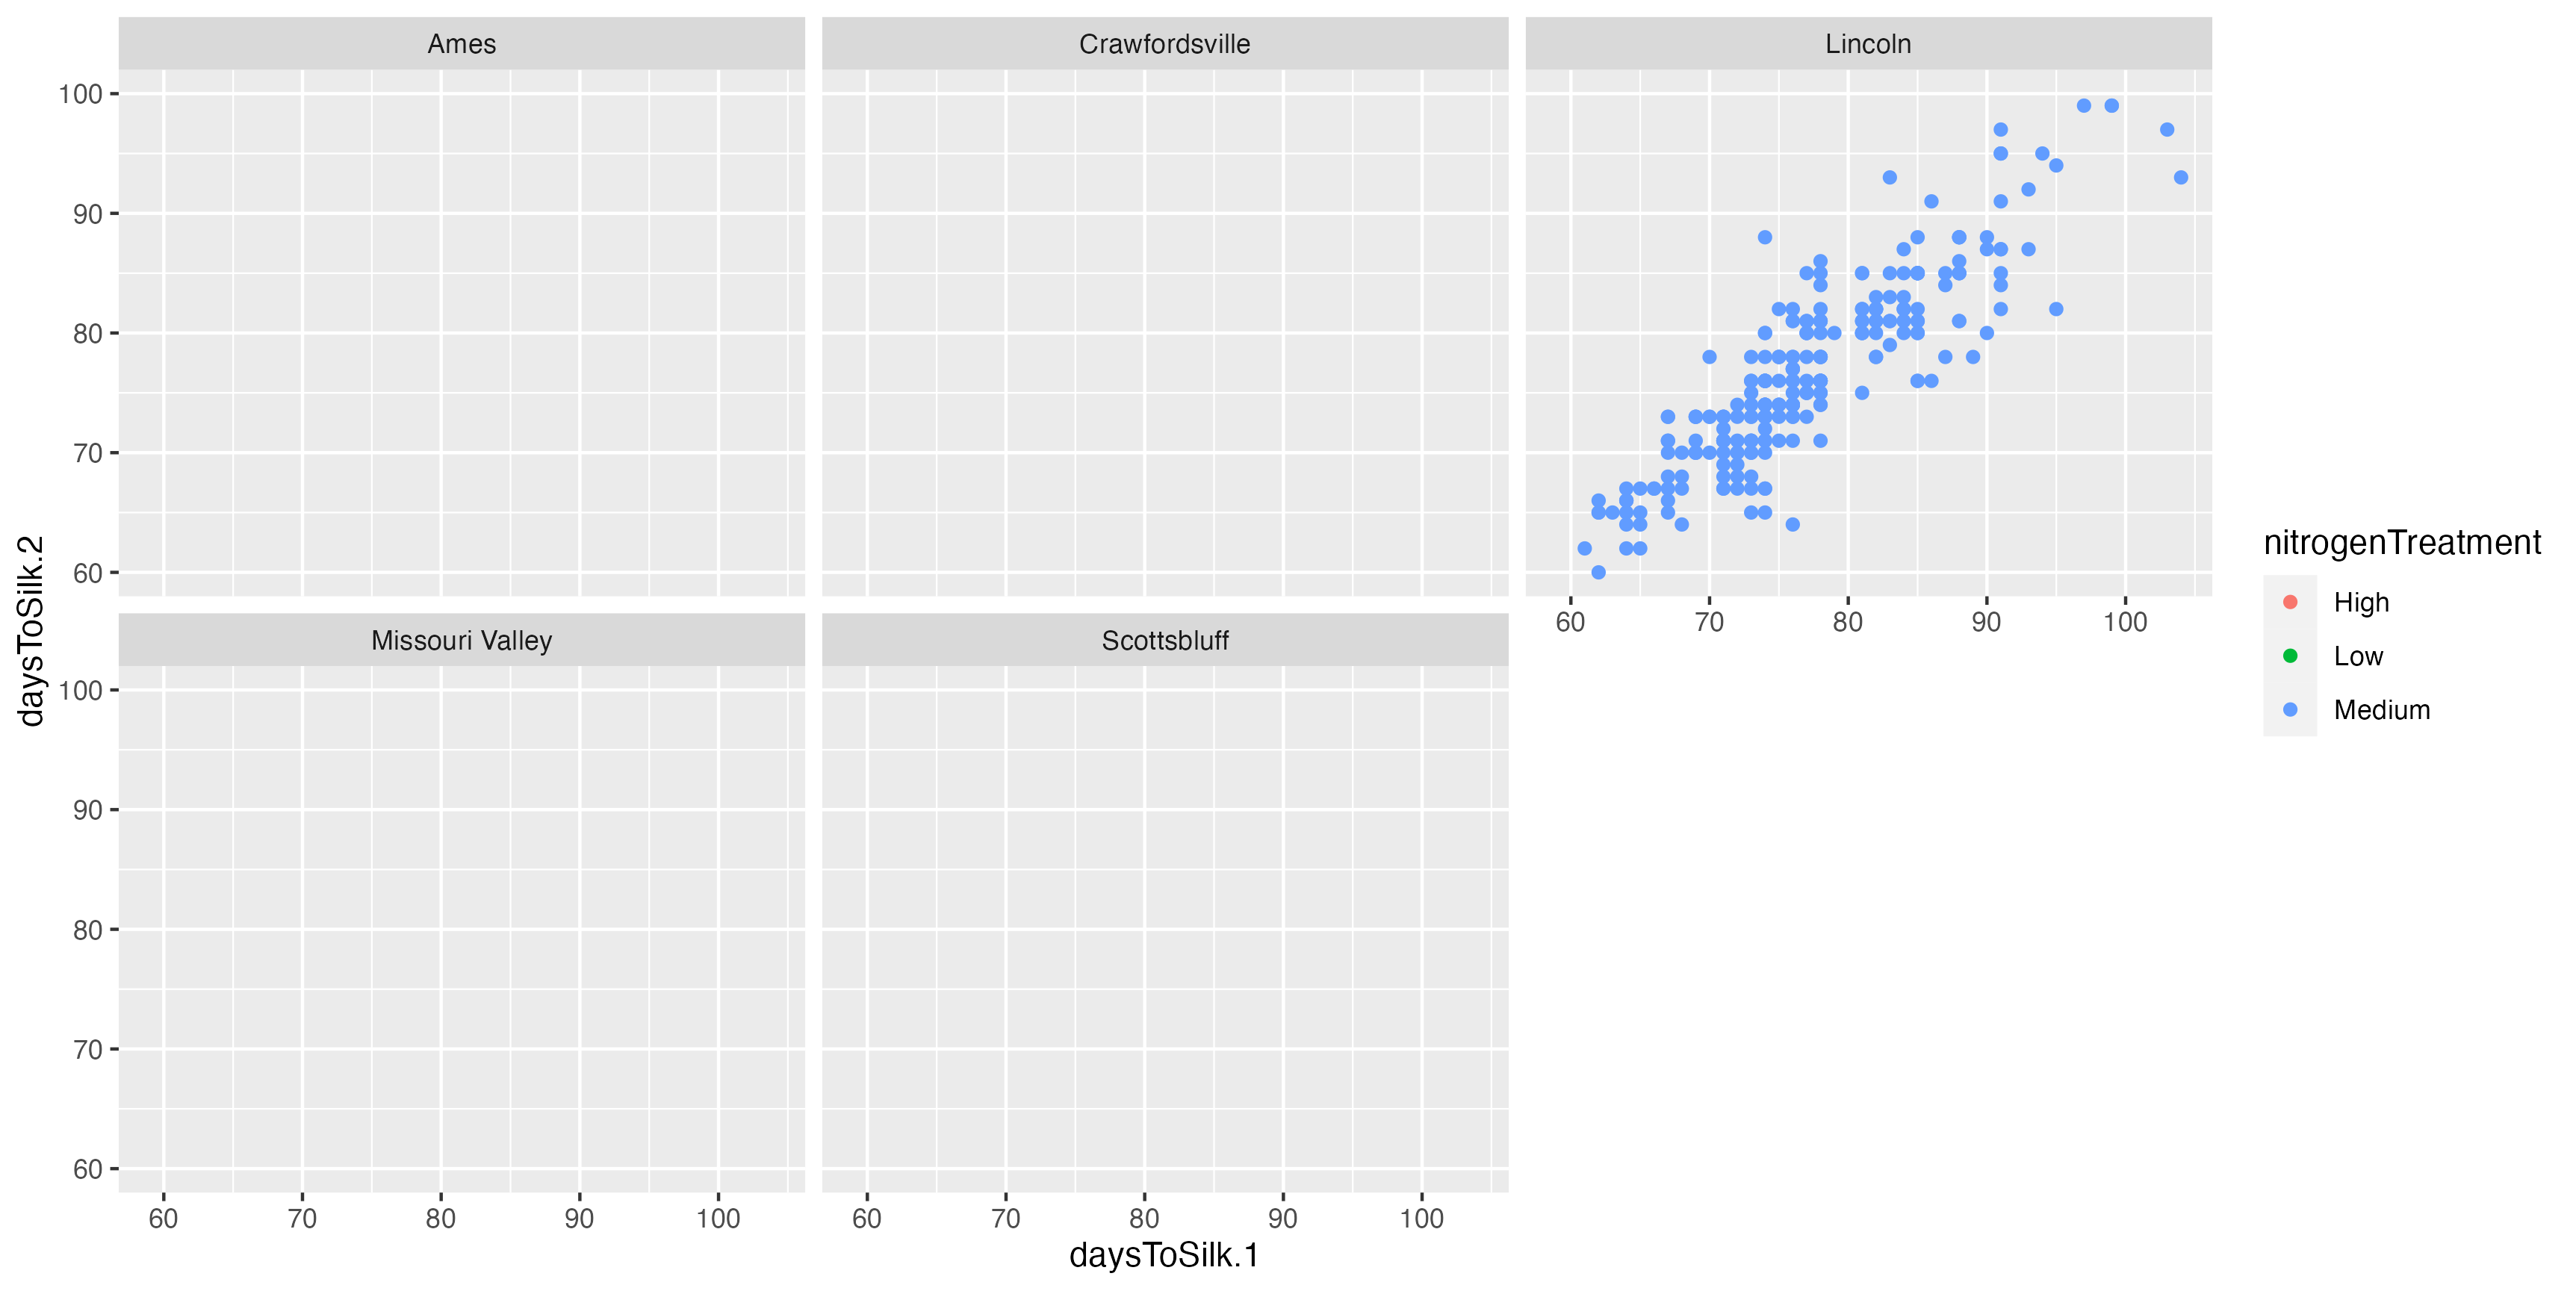 Ames
Crawfordsville
Lincoln
100
90
80
70
60
60 70 80 90 100
Missouri Valley
Scottsbluff
100
90
80
70
60
60 70 80 90 100
60 70 80 90 100
daysToSilk.1
daysToSilk.2
nitrogenTreatment
High
Low
Medium